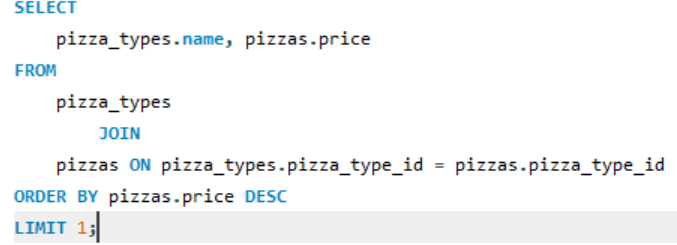 SELECT
    pizza_types.name, pizzas.price
FROM
    pizza_types
        JOIN
    pizzas ON pizza_types.pizza_type_id = pizzas.pizza_type_id
ORDER BY pizzas.price DESC
LIMIT 1;